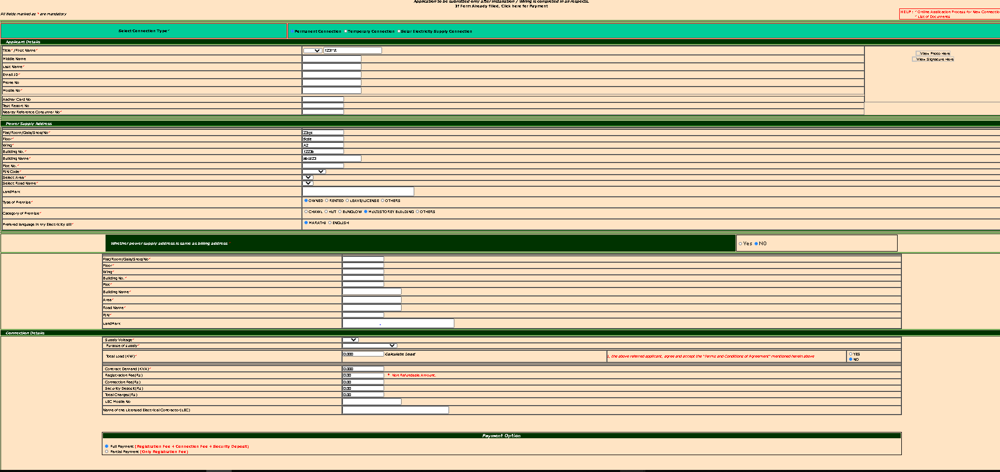 Application to be submitted only after installation / Wiring is completed in all respects.
If Form Already filled, Click here for Payment
All fields marked as * are mandatory
HELP : * Online Application Process for New Connectio
* List of Documents
Select Connection Type*
Permanent Connection Temporary Connection Solar Electricity Supply Connection
Applicant Details
Title* /First Name*
View Photo Here
Middle Name
View Signature Here
Last Name*
Email ID*
Phone No
Mobile No*
Aadhar Card No
Test Report No
Nearby Reference Consumer No*
Power Supply Address
Flat/Room/Gala/Shop/No*
Floor*
Wing* A2
Building No. * 1223b
Building Name* abcd23
Plot No. *
PIN Code*
Select Area*
Select Road Name*
LandMark
Type of Premise* OWNED RENTED LEAVE/LICENSE OTHERS
Category of Premise* CHAWL HUT BUNGLOW MULTISTOREY BUILDING OTHERS
Prefered language in my Electricity bill* MARATHI ENGLISH
Whether power supply address is same as billing address * Yes NO
Flat/Room/Gala/Shop/No*
Floor*
Wing*
Building No.*
Plot*
Building Name*
Area*
Road Name*
PIN*
LandMark
Connection Details
Supply Voltage*
Purpose of supply*
Total Load (KW)* 0.000 Calculate Load I, the above referred applicant, agree and accept the "Terms and Conditions of Agreement" mentioned herein above YES
NO
Contract Demand (KVA)* 0.000
Registration Fee(Rs) 0.00 * Non Refundable Amount.
Connection Fee(Rs) 0.00
Security Deposit(Rs) 0.00
Total Charges(Rs) 0.00
LEC Mobile No
Name of the Licensed Electrical Contractor(LEC)
Payment Option
Full Payment (Registration Fee + Connection Fee + Security Deposit)
Partial Payment (Only Registration Fee)